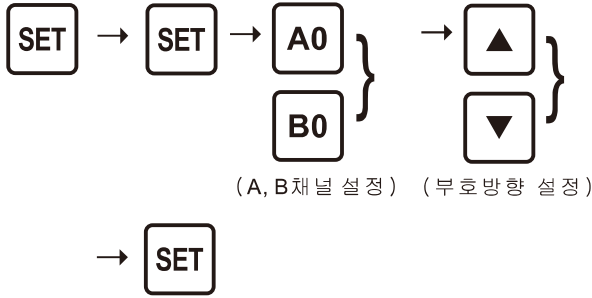 SET → SET → A0 } → ▲ }
B0 ▼
(A, B채널 설정) (부호방향 설정)
→ SET